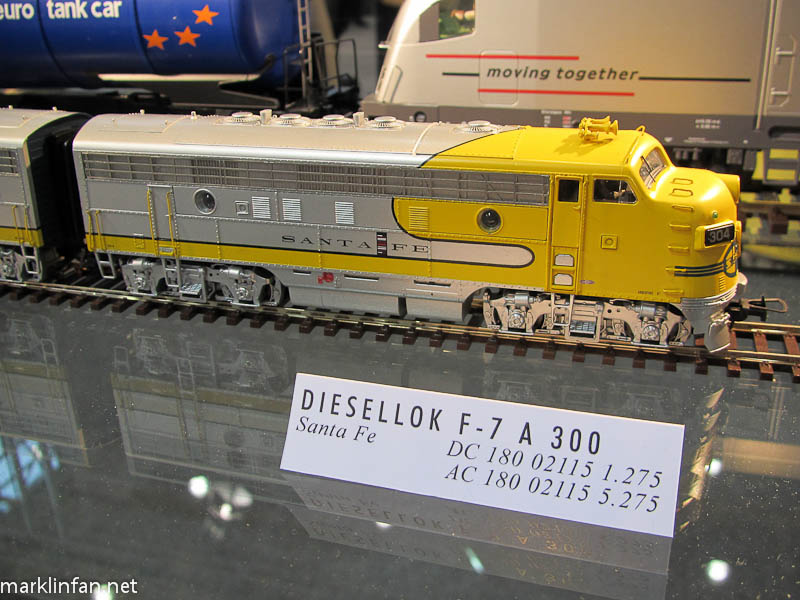 euro tank car
moving together
SANTA FE
304
DIESELLOK F-7 A 300
Santa Fe
DC 180 02115 1.275
AC 180 02115 5.275
marklinfan.net